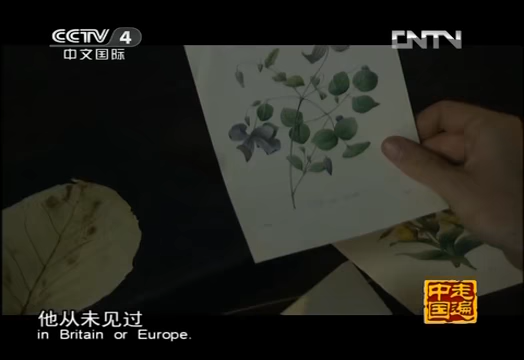 CCTV 4
中文国际
CNTV
走遍
中国
他从未见过
in Britain or Europe.